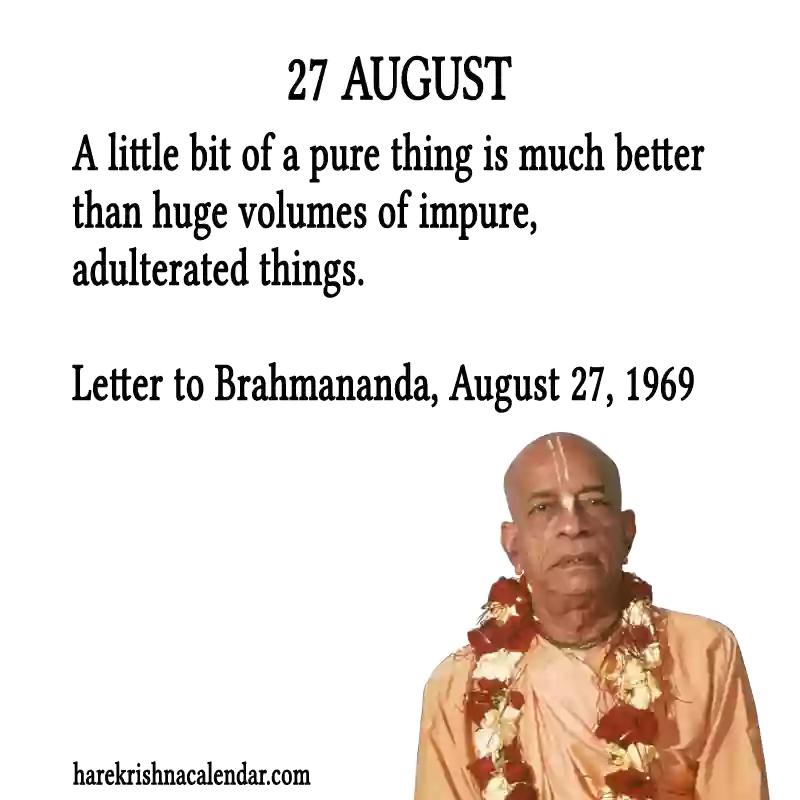 27 AUGUST
A little bit of a pure thing is much better
than huge volumes of impure,
adulterated things.
Letter to Brahmananda, August 27, 1969
harekrishnacalendar.com